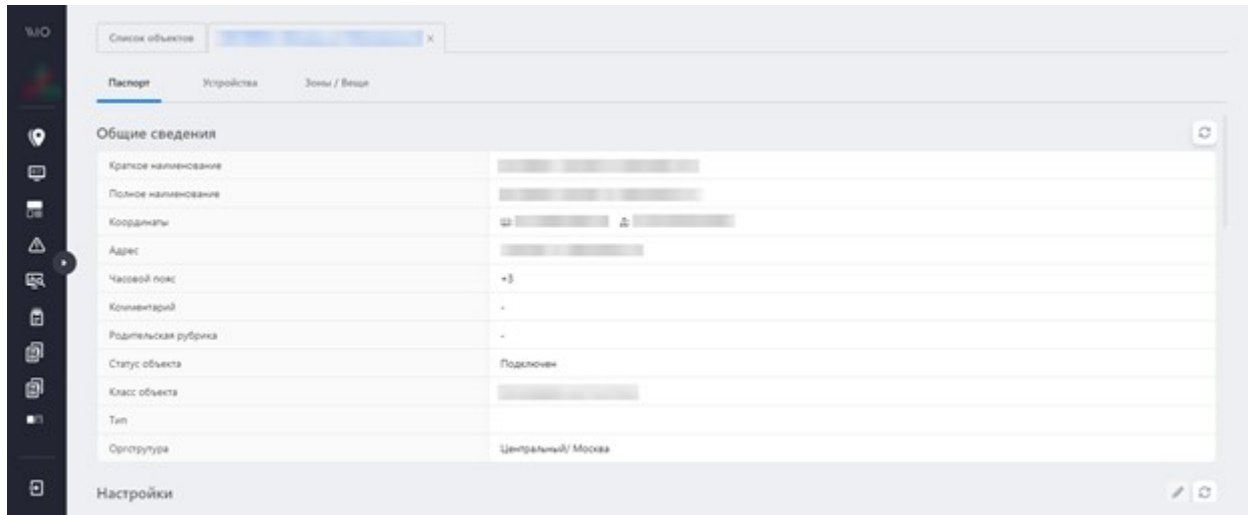 Список объектов ×
Паспорт Устройства Зоны / Вещи
Общие сведения
Краткое наименование
Полное наименование
Координаты Ш: Д:
Адрес
Часовой пояс +3
Комментарий -
Родительская рубрика -
Статус объекта Подключен
Класс объекта
Тип
Оргструтура Центральный/ Москва
Настройки